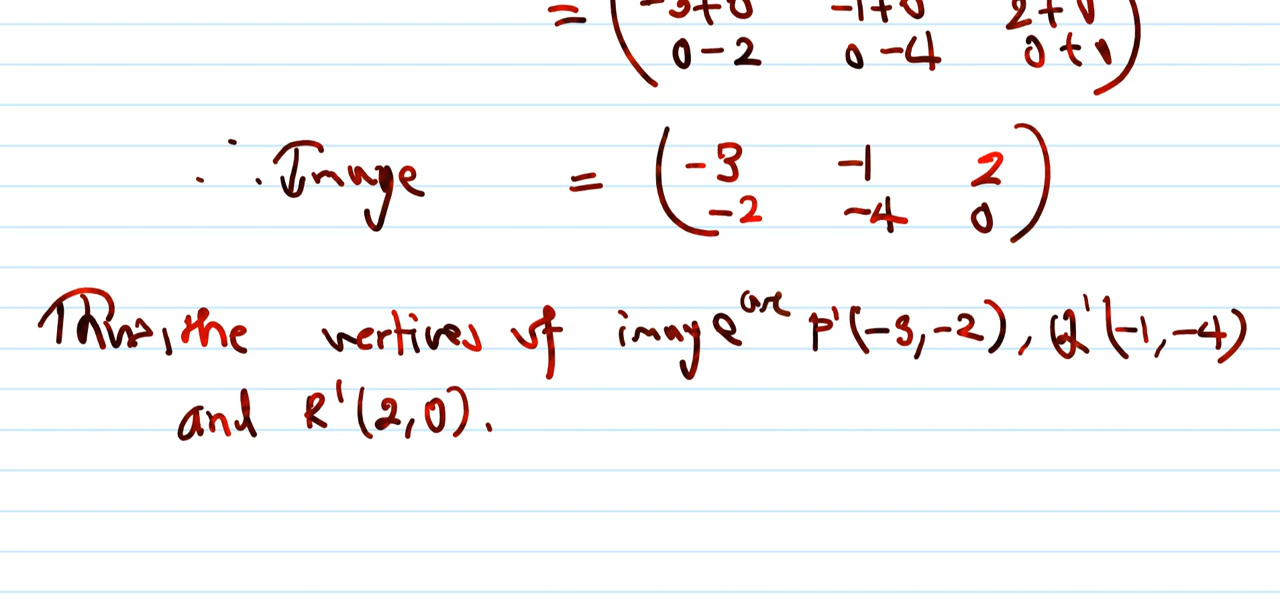 = ( -3+0 -1+0 2+0
0-2 0-4 0+0 )
∴ Image = ( -3 -1 2
-2 -4 0 )
Thus, the vertives of image are P'(-3,-2), Q'(-1,-4)
and R'(2,0).